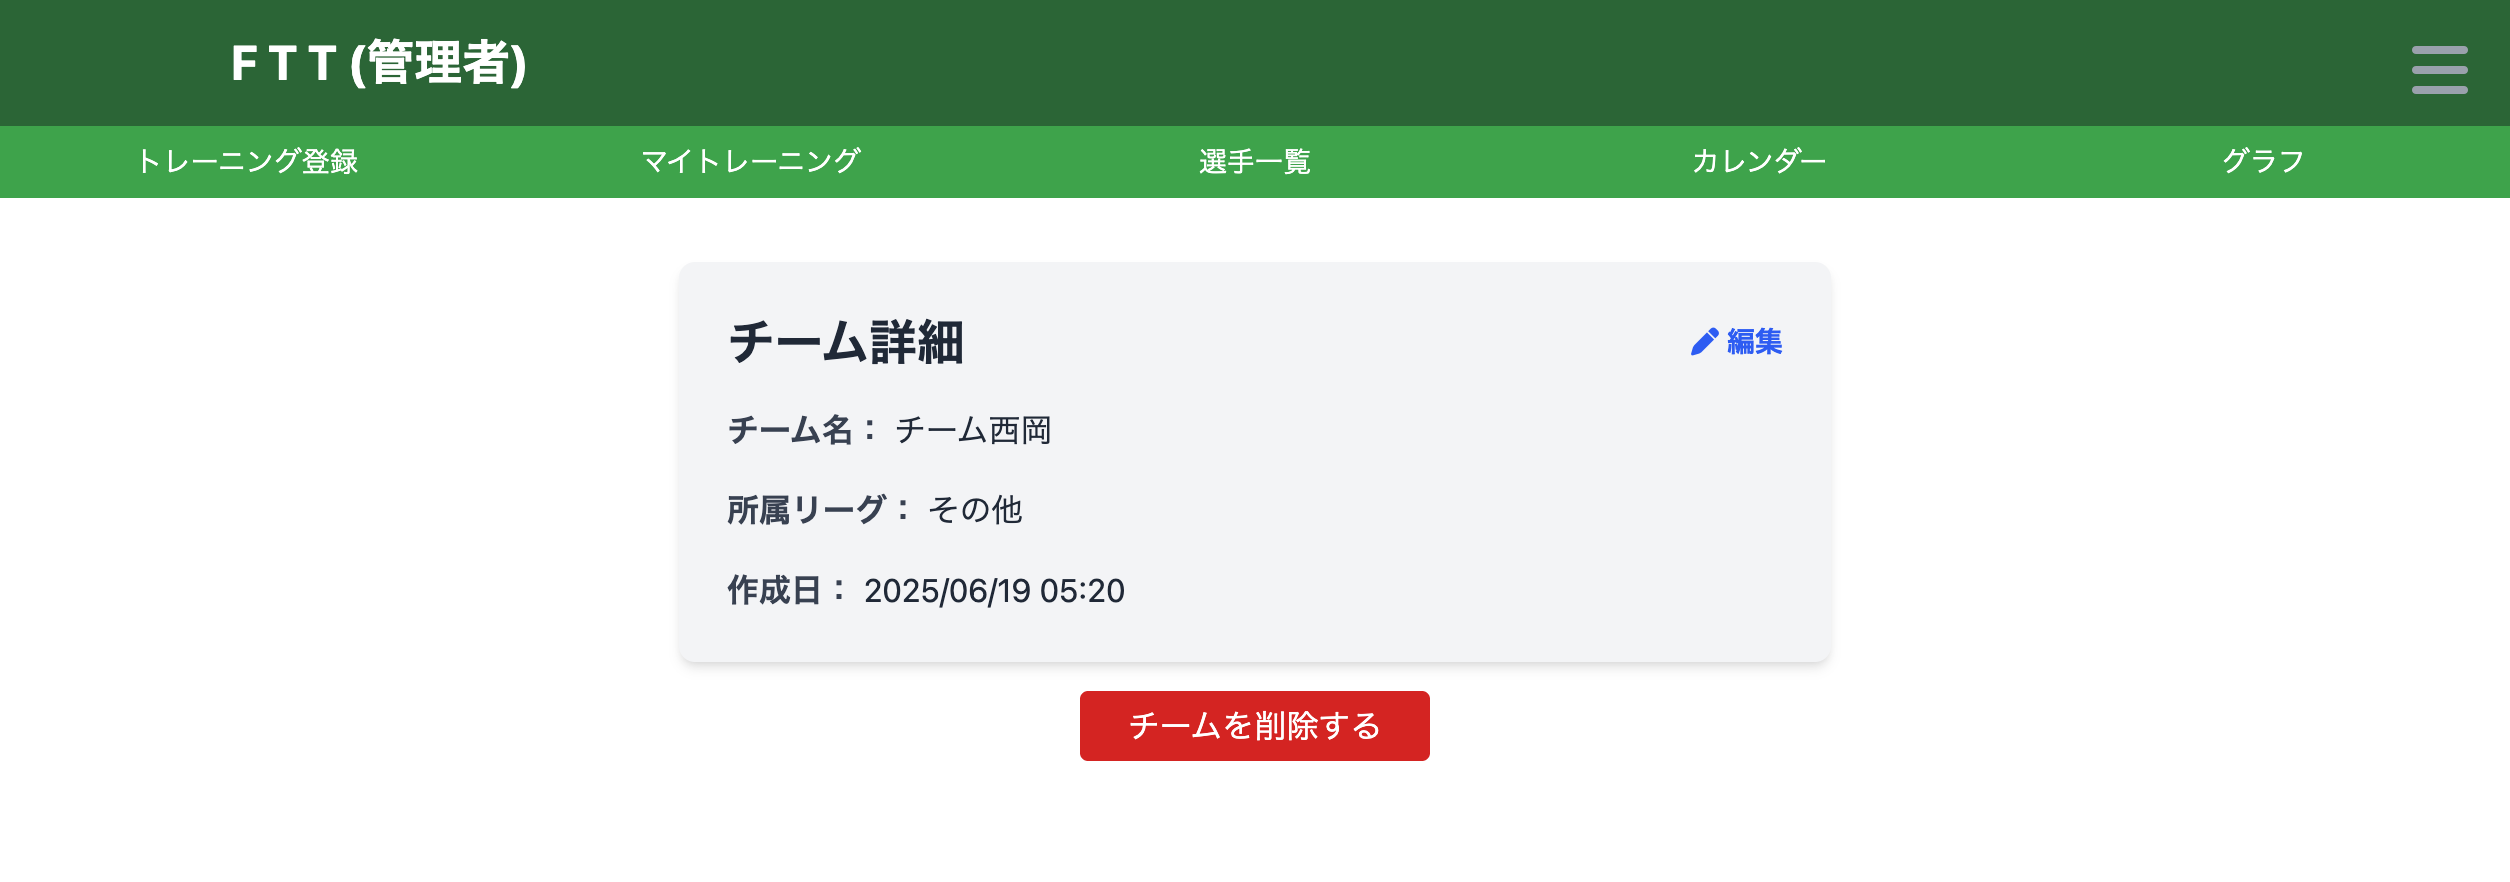 F T T (管理者)
トレーニング登録 マイトレーニング 選手一覧 カレンダー グラフ
チーム詳細 編集
チーム名： チーム西岡
所属リーグ： その他
作成日： 2025/06/19 05:20
チームを削除する